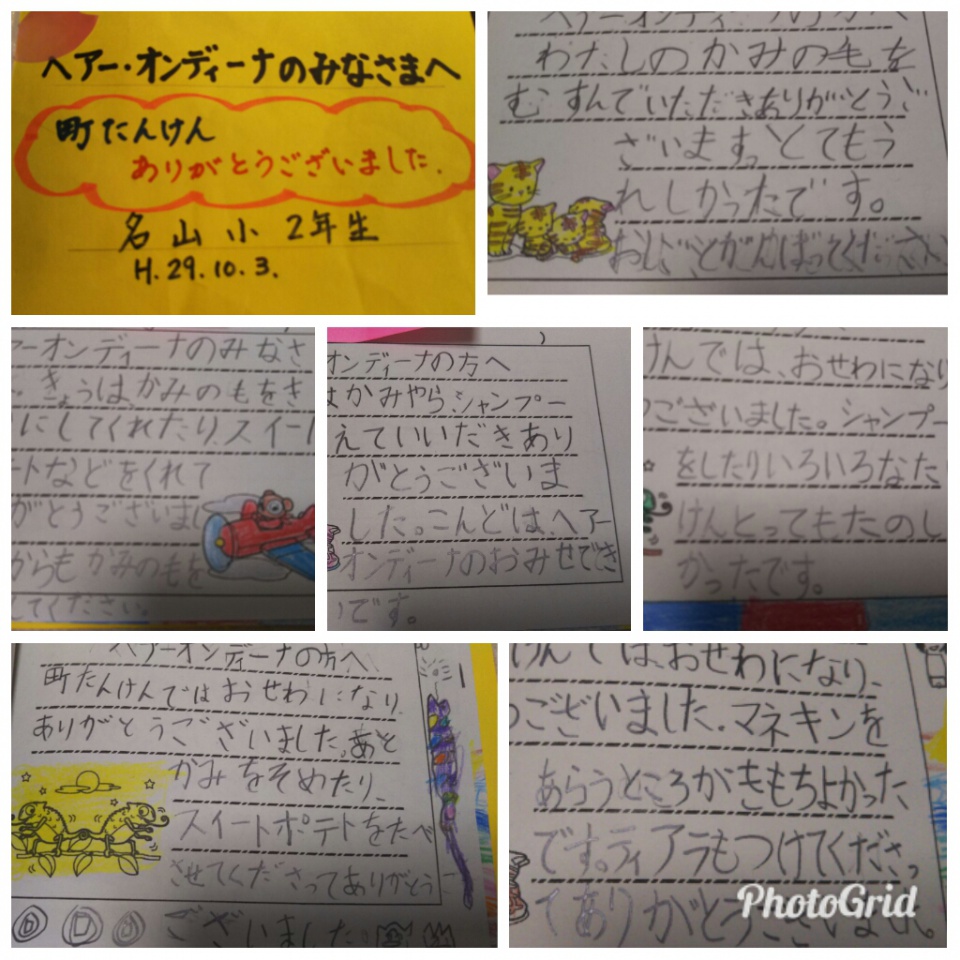 ヘアー・オンディーナのみなさまへ
町たんけん
ありがとうございました.
名山小 2年生
H.29.10.3.
わたしのかみの毛を
むすんでいただきありがとうご
ざいます。とてもう
れしかったです。
おしごとがんばってください
アーオンディーナのみなさ
きょうは、かみのもをき
にしてくれたり、スイート
ートなどをくれて
がとうございまし
からもかみのもを
してください。
オンディーナの方へ
はかみやら、シャンプー
えていいだきあり
がとうございま
した。こんどは、ヘアー
オンディーナのおみせでき
いです。
けんでは、おせわになり
ございました。シャンプー
をしたりいろいろなた
けんとってもたのし
かったです。
ヘアーオンディーナの方へ
町たんけんではおせわになり
ありがとうございました。あと
かみをそめたり、
スイートポテトをたべ
させてくださってありがとう
ございました。
けんでは、おせわになり、
ございました。マネキンを
あらうところがきもちよかった
です。ティアラもつけてくださっ
てありがとうございました。
PhotoGrid